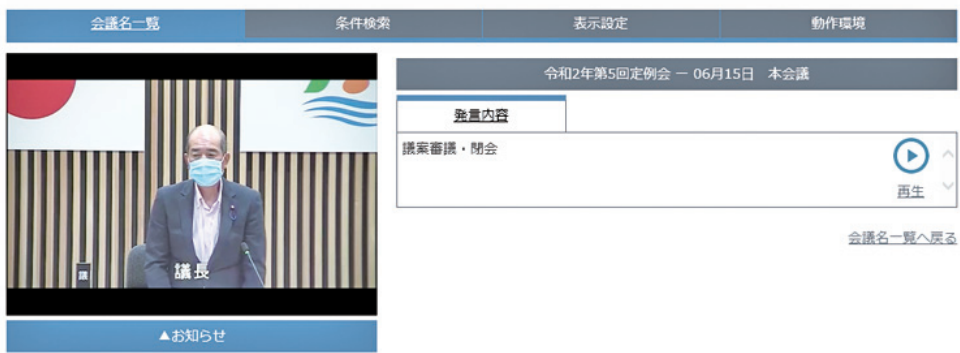 会議名一覧
条件検索
表示設定
動作環境
令和2年第5回定例会 － 06月15日 本会議
発言内容
議案審議・閉会
再生
会議名一覧へ戻る
議
議長
▲お知らせ